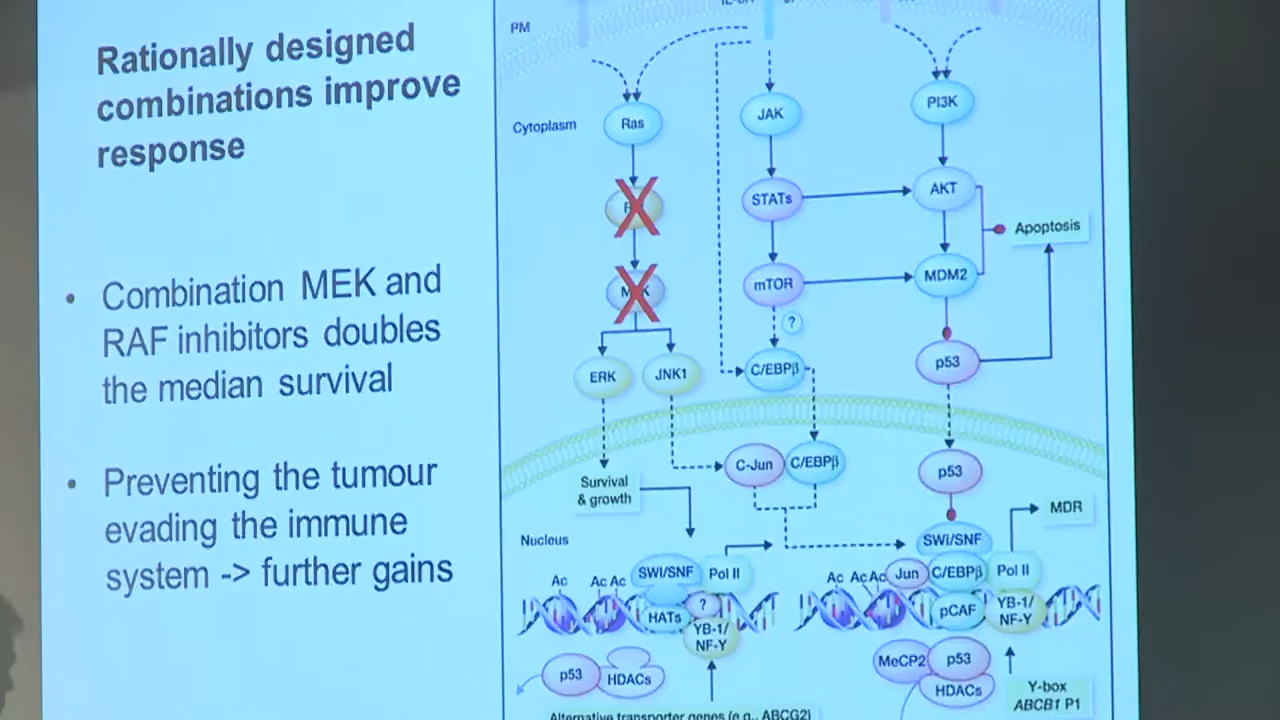 Rationally designed
combinations improve
response
• Combination MEK and
RAF inhibitors doubles
the median survival
• Preventing the tumour
evading the immune
system -> further gains
PM
Cytoplasm
Ras
JAK
PI3K
STATs
AKT
Apoptosis
mTOR
MDM2
?
ERK
JNK1
C/EBPβ
p53
C-Jun
C/EBPβ
p53
Survival
& growth
MDR
Nucleus
SWI/SNF
SWI/SNF
Pol II
Ac
Ac Ac
Ac
Ac Ac
Jun
C/EBPβ
Pol II
HATs
?
YB-1/
NF-Y
pCAF
YB-1/
NF-Y
p53
HDACs
MeCP2
p53
HDACs
Y-box
ABCB1 P1
Alternative transporter genes (e.g., ABCG2)